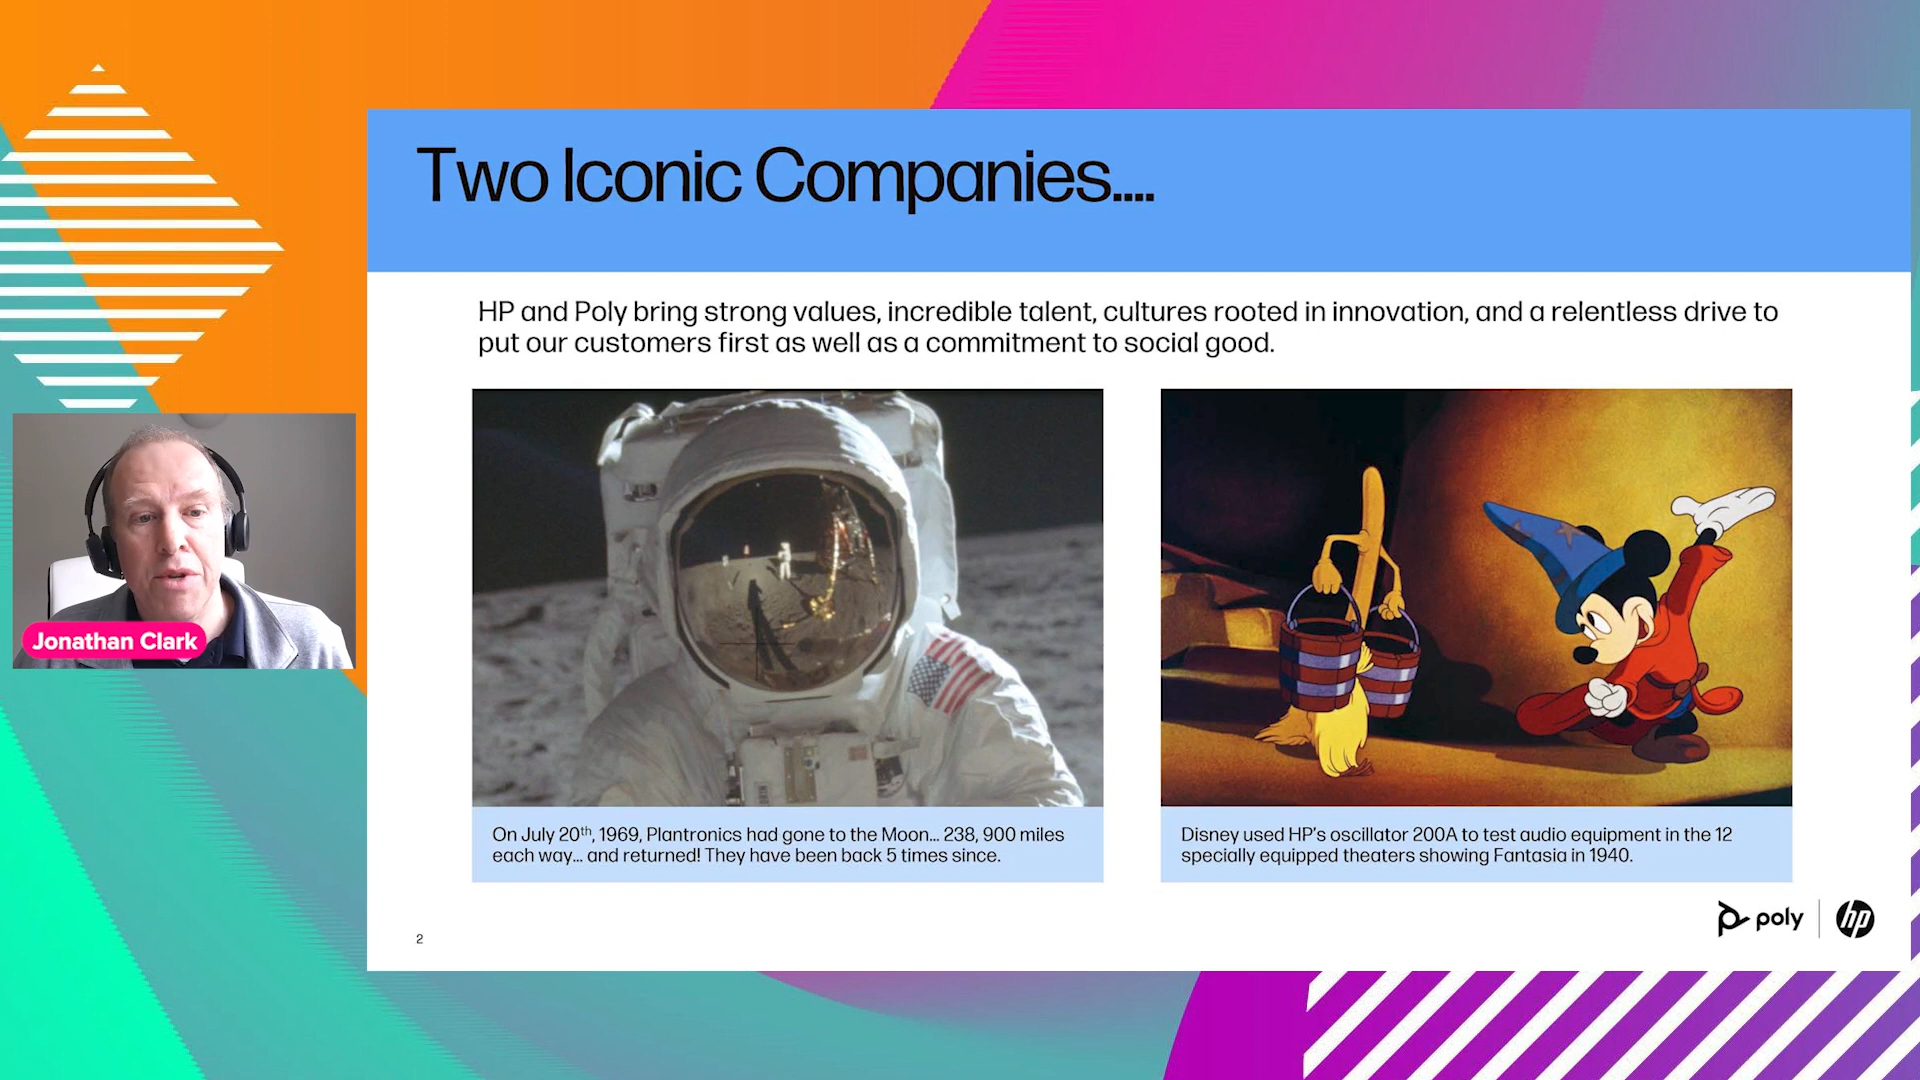 Two Iconic Companies....
HP and Poly bring strong values, incredible talent, cultures rooted in innovation, and a relentless drive to
put our customers first as well as a commitment to social good.
Jonathan Clark
On July 20th, 1969, Plantronics had gone to the Moon... 238, 900 miles
each way... and returned! They have been back 5 times since.
Disney used HP's oscillator 200A to test audio equipment in the 12
specially equipped theaters showing Fantasia in 1940.
poly
hp
2